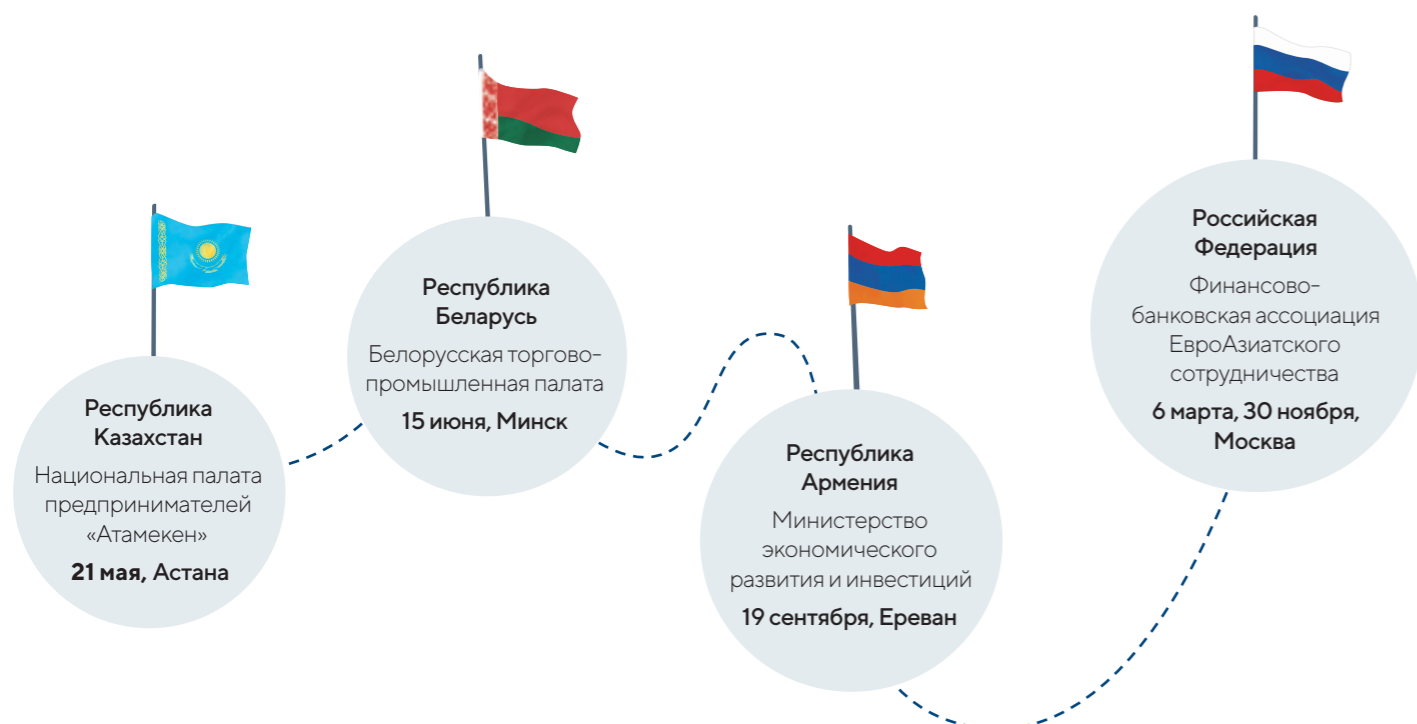 Республика
Казахстан
Национальная палата
предпринимателей
«Атамекен»
21 мая, Астана
Республика
Беларусь
Белорусская торгово-
промышленная палата
15 июня, Минск
Республика
Армения
Министерство
экономического
развития и инвестиций
19 сентября, Ереван
Российская
Федерация
Финансово-
банковская ассоциация
ЕвроАзиатского
сотрудничества
6 марта, 30 ноября,
Москва